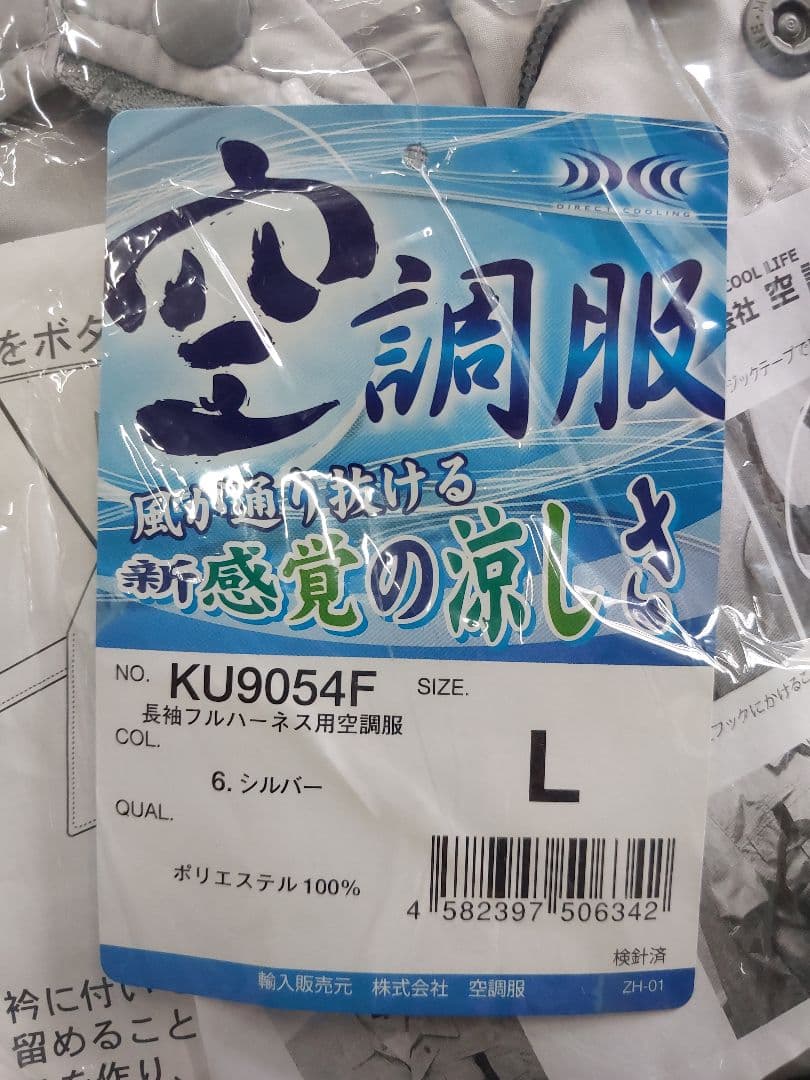 空調服
DIRECT COOLING
風が通り抜ける
新感覚の涼しさ
NO. KU9054F
長袖フルハーネス用空調服
SIZE.
L
COL.
6. シルバー
QUAL.
ポリエステル100%
4 582397 506342
検針済
輸入販売元 株式会社 空調服
ZH-01
をボタ
COOL LIFE
社 空
ジックテープで
フックにかけるこ
衿に付い
留めること
を作り、